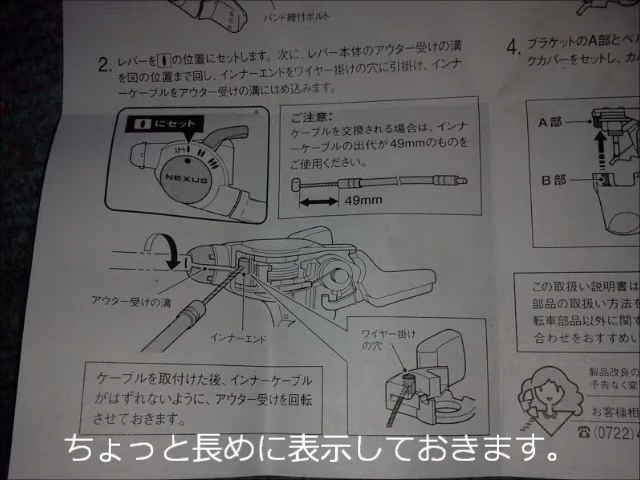 バンド締付ボルト
2. レバーを の位置にセットします。次に、レバー本体のアウター受けの溝
を図の位置まで回し、インナーエンドをワイヤー掛けの穴に引掛け、インナ
ーケーブルをアウター受けの溝にはめ込みます。
にセット
NEXUS
ご注意:
ケーブルを交換される場合は、インナ
ーケーブルの出代が49mmのものを
ご使用ください。
49mm
アウター受けの溝
インナーエンド
ワイヤー掛け
の穴
ケーブルを取付けた後、インナーケーブル
がはずれないように、アウター受けを回転
させておきます。
4. ブラケットのA部とベル
クカバーをセットし、カ
A部
B部
この取扱い説明書は
部品の取扱い方法を
転車部品以外に関す
合わせをおすすめい
製品改良の
予告なく変
お客様相
☎(0722)
ちょっと長めに表示しておきます。